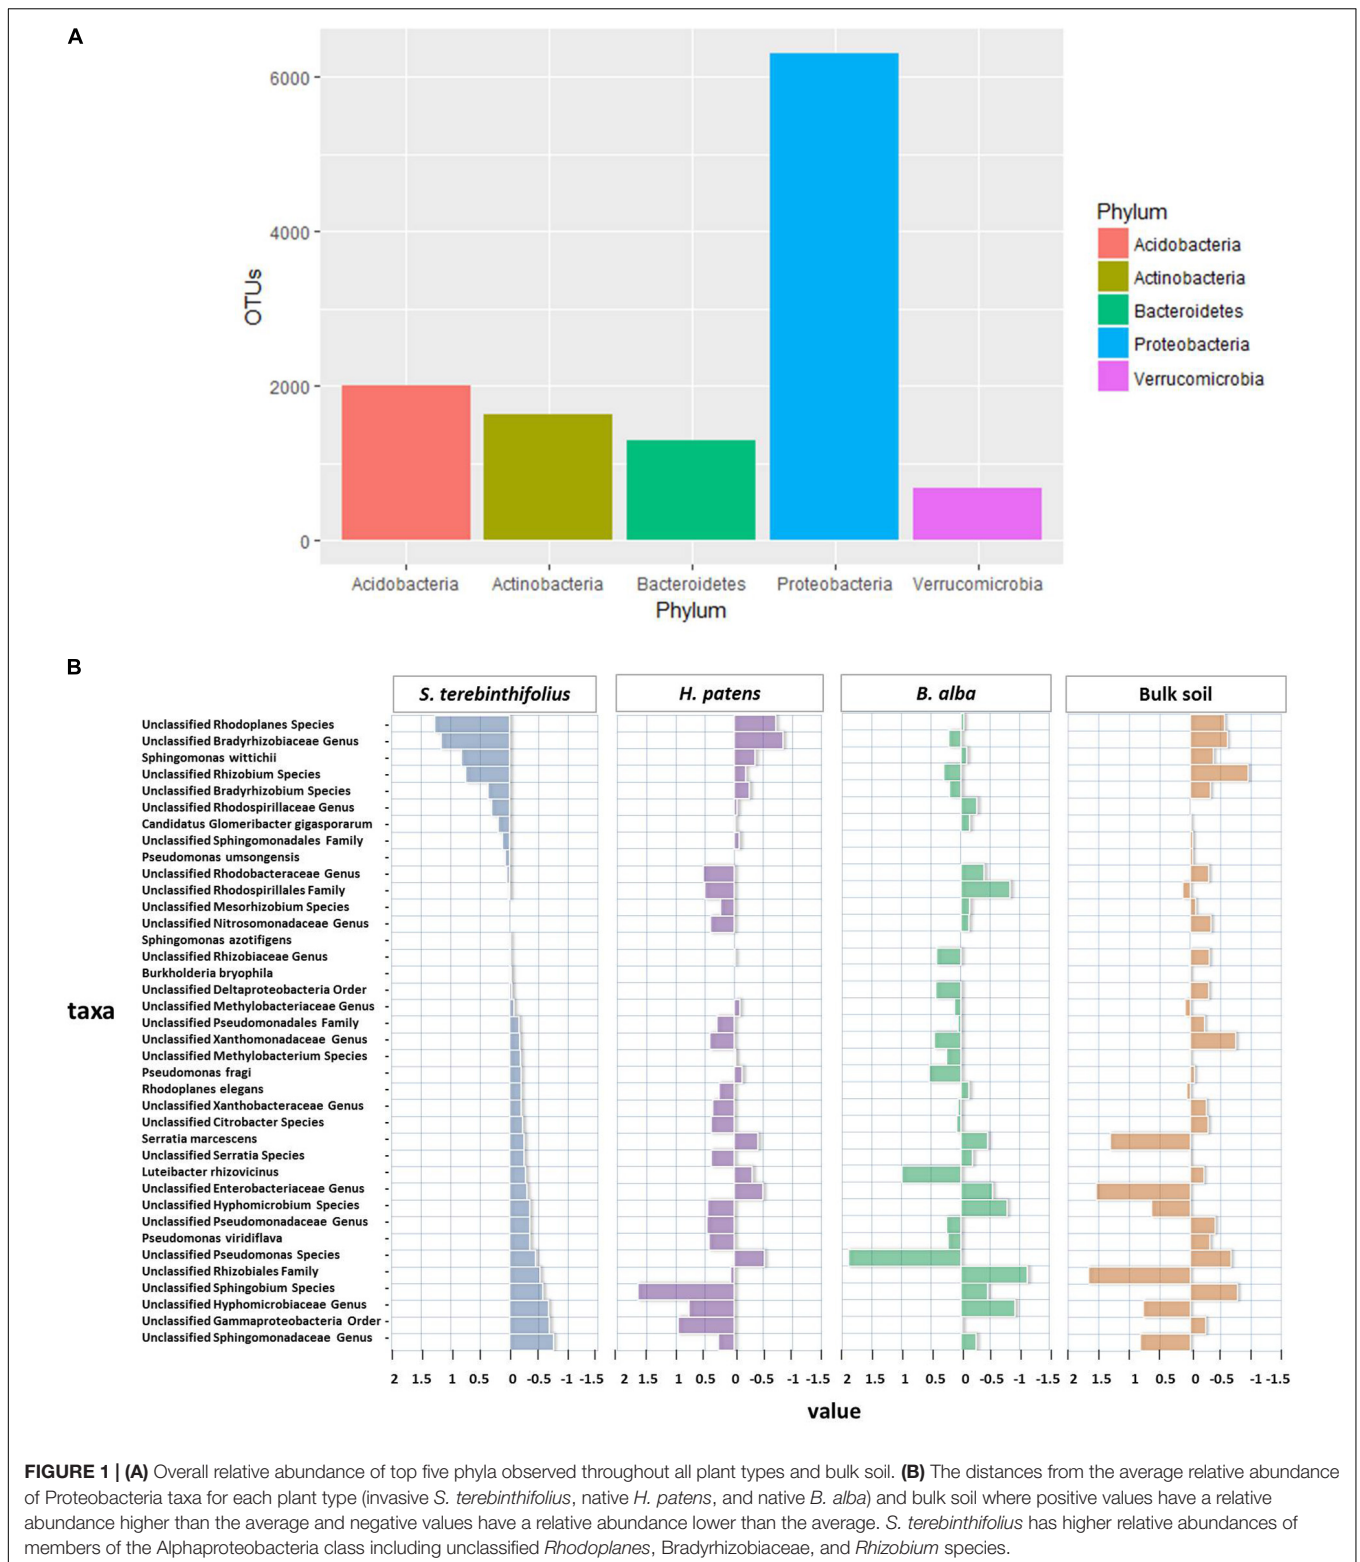 A
6000
4000
2000
0
OTUs
Acidobacteria Actinobacteria Bacteroidetes Proteobacteria Verrucomicrobia
Phylum
Phylum
Acidobacteria
Actinobacteria
Bacteroidetes
Proteobacteria
Verrucomicrobia
B
S. terebinthifolius H. patens B. alba Bulk soil
Unclassified Rhodoplanes Species
Unclassified Bradyrhizobiaceae Genus
Sphingomonas wittichii
Unclassified Rhizobium Species
Unclassified Bradyrhizobium Species
Unclassified Rhodospirillaceae Genus
Candidatus Glomeribacter gigasporarum
Unclassified Sphingomonadales Family
Pseudomonas umsongensis
Unclassified Rhodobacteraceae Genus
Unclassified Rhodospirillales Family
Unclassified Mesorhizobium Species
Unclassified Nitrosomonadaceae Genus
Sphingomonas azotifigens
Unclassified Rhizobiaceae Genus
Burkholderia bryophila
Unclassified Deltaproteobacteria Order
Unclassified Methylobacteriaceae Genus
Unclassified Pseudomonadales Family
Unclassified Xanthomonadaceae Genus
Unclassified Methylobacterium Species
Pseudomonas fragi
Rhodoplanes elegans
Unclassified Xanthobacteraceae Genus
Unclassified Citrobacter Species
Serratia marcescens
Unclassified Serratia Species
Luteibacter rhizovicinus
Unclassified Enterobacteriaceae Genus
Unclassified Hyphomicrobium Species
Unclassified Pseudomonadaceae Genus
Pseudomonas viridiflava
Unclassified Pseudomonas Species
Unclassified Rhizobiales Family
Unclassified Sphingobium Species
Unclassified Hyphomicrobiaceae Genus
Unclassified Gammaproteobacteria Order
Unclassified Sphingomonadaceae Genus
taxa
2 1.5 1 0.5 0 -0.5 -1 -1.5 2 1.5 1 0.5 0 -0.5 -1 -1.5 2 1.5 1 0.5 0 -0.5 -1 -1.5 2 1.5 1 0.5 0 -0.5 -1 -1.5
value
FIGURE 1 | (A) Overall relative abundance of top five phyla observed throughout all plant types and bulk soil. (B) The distances from the average relative abundance
of Proteobacteria taxa for each plant type (invasive S. terebinthifolius, native H. patens, and native B. alba) and bulk soil where positive values have a relative
abundance higher than the average and negative values have a relative abundance lower than the average. S. terebinthifolius has higher relative abundances of
members of the Alphaproteobacteria class including unclassified Rhodoplanes, Bradyrhizobiaceae, and Rhizobium species.